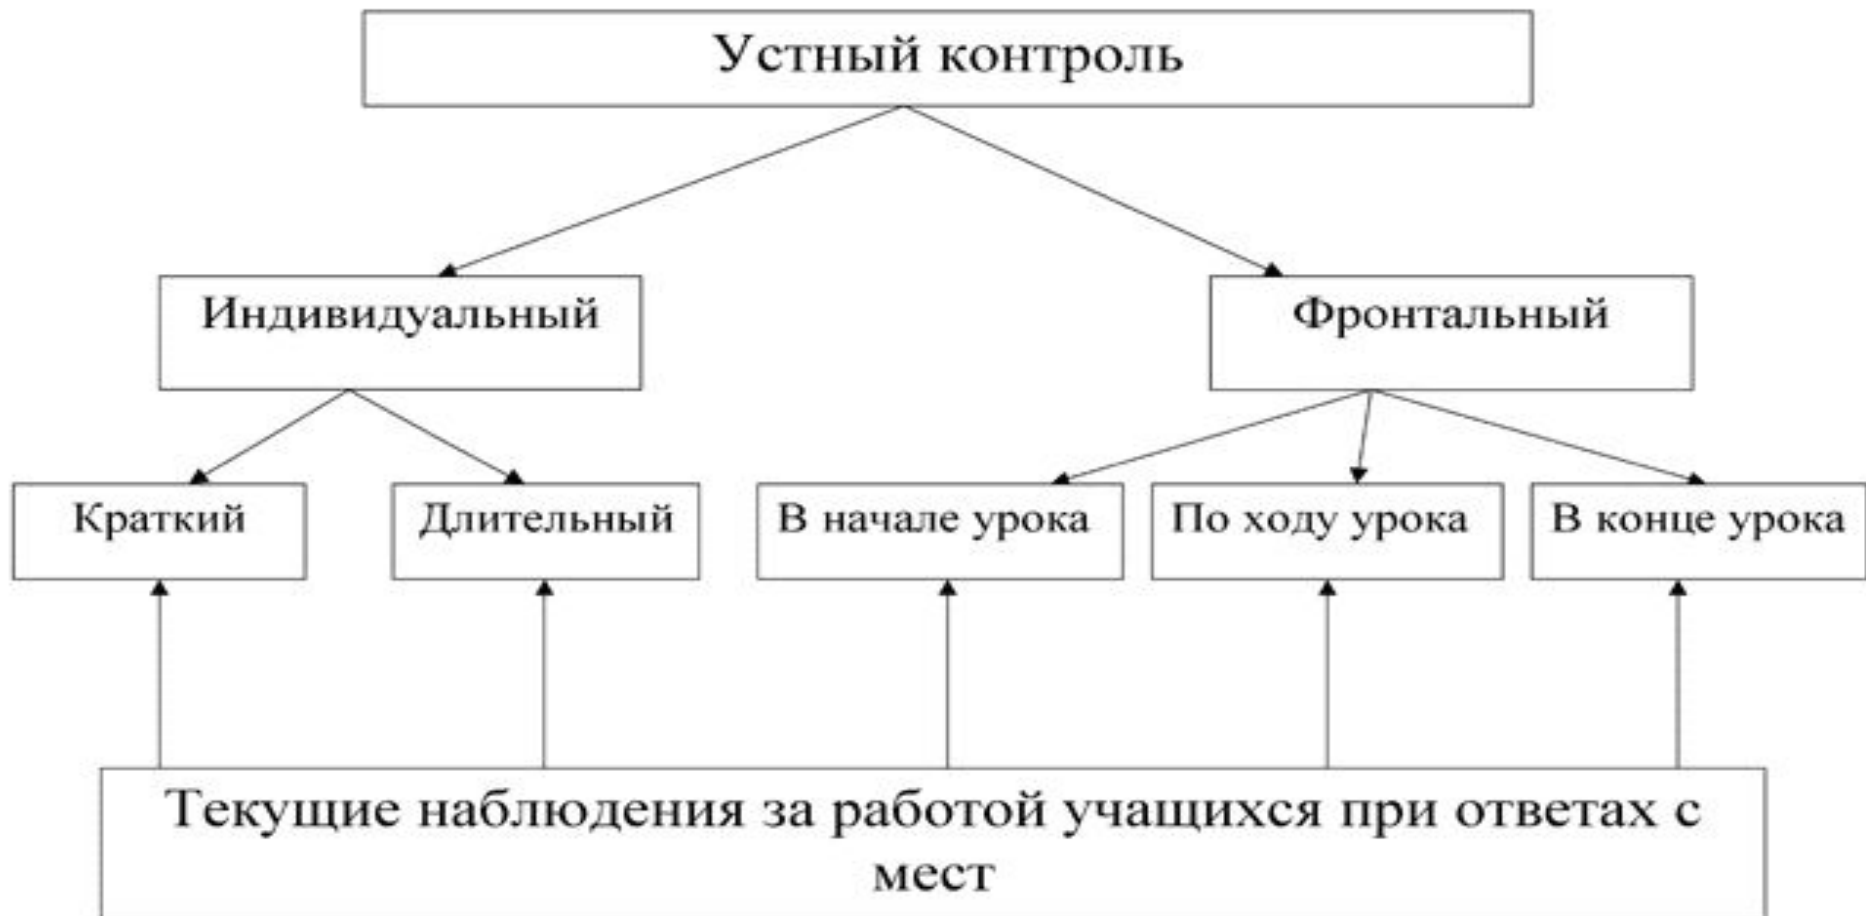 Устный контроль
Индивидуальный
Фронтальный
Краткий
Длительный
В начале урока
По ходу урока
В конце урока
Текущие наблюдения за работой учащихся при ответах с
мест